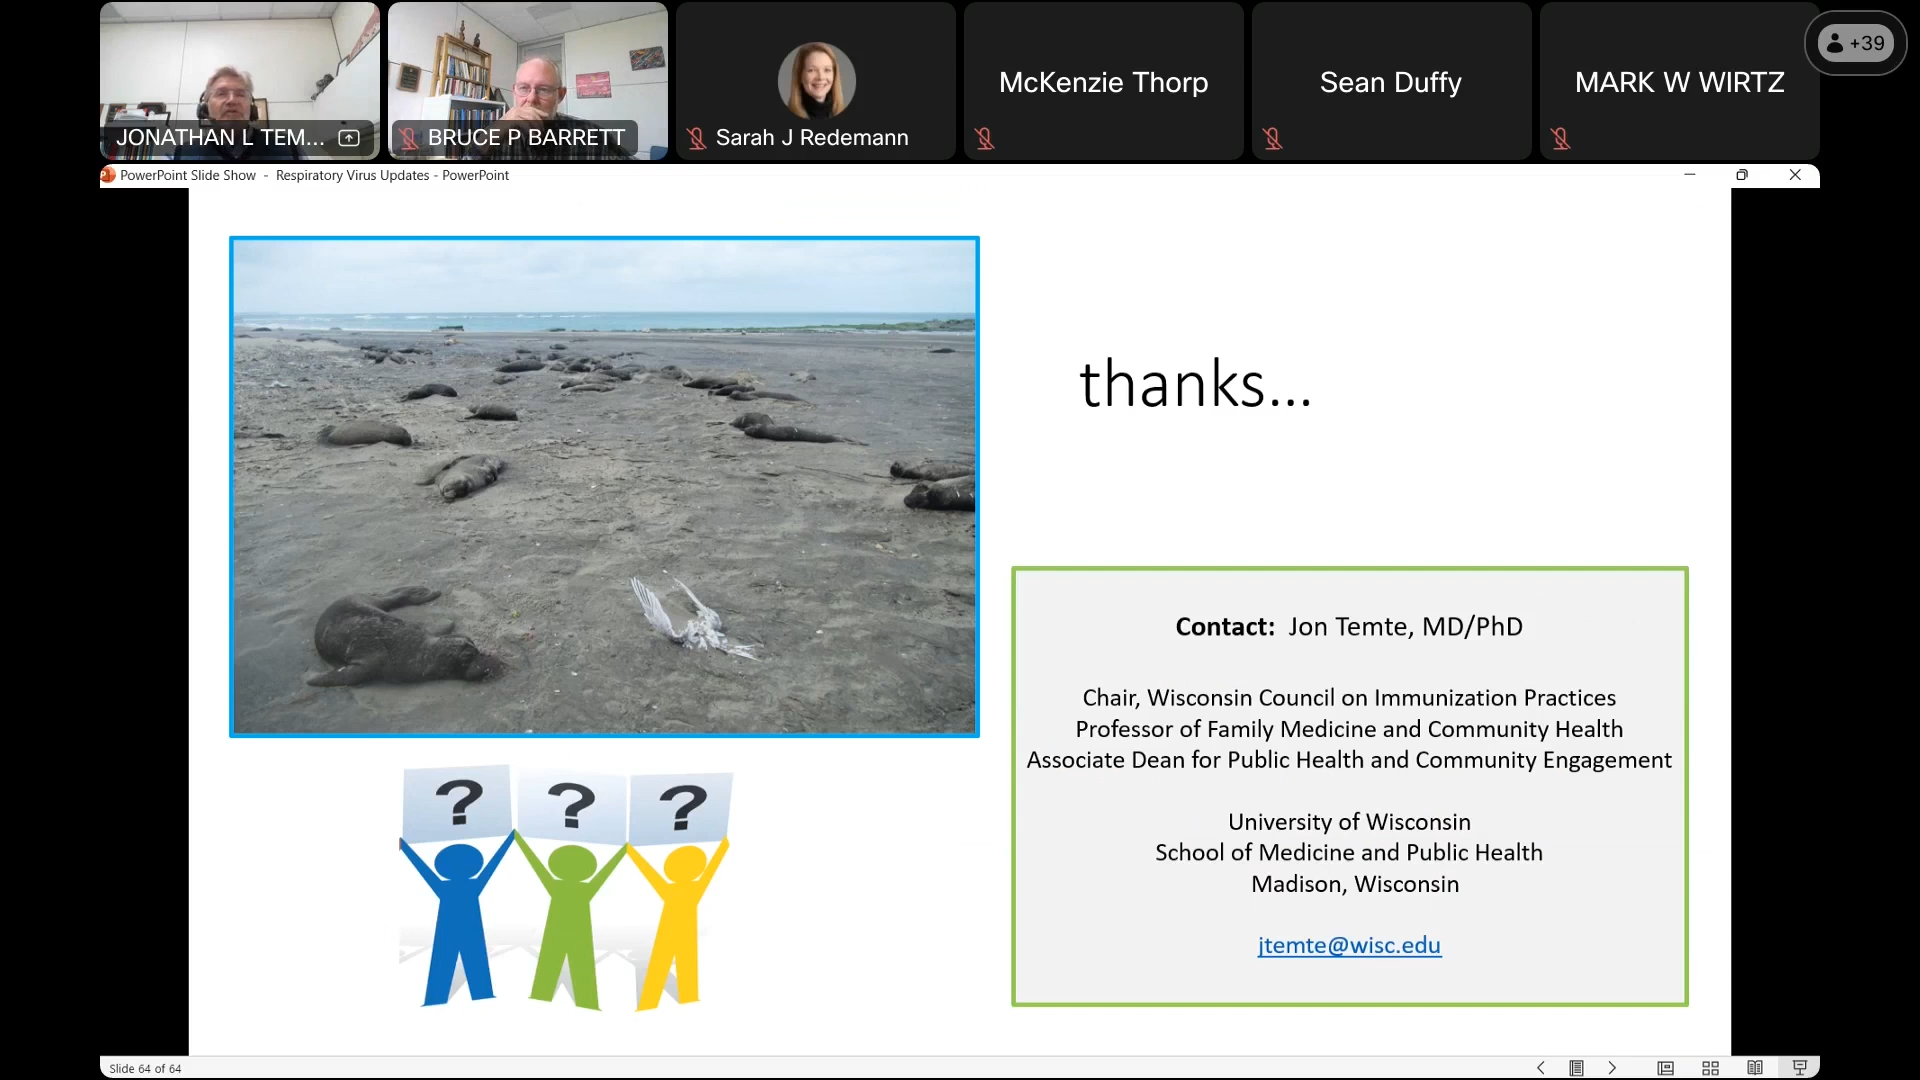 JONATHAN L TEM...
BRUCE P BARRETT
Sarah J Redemann
McKenzie Thorp
Sean Duffy
MARK W WIRTZ
+39
PowerPoint Slide Show - Respiratory Virus Updates - PowerPoint
thanks...
Contact: Jon Temte, MD/PhD
Chair, Wisconsin Council on Immunization Practices
Professor of Family Medicine and Community Health
Associate Dean for Public Health and Community Engagement
University of Wisconsin
School of Medicine and Public Health
Madison, Wisconsin
jtemte@wisc.edu
? ? ?
Slide 64 of 64